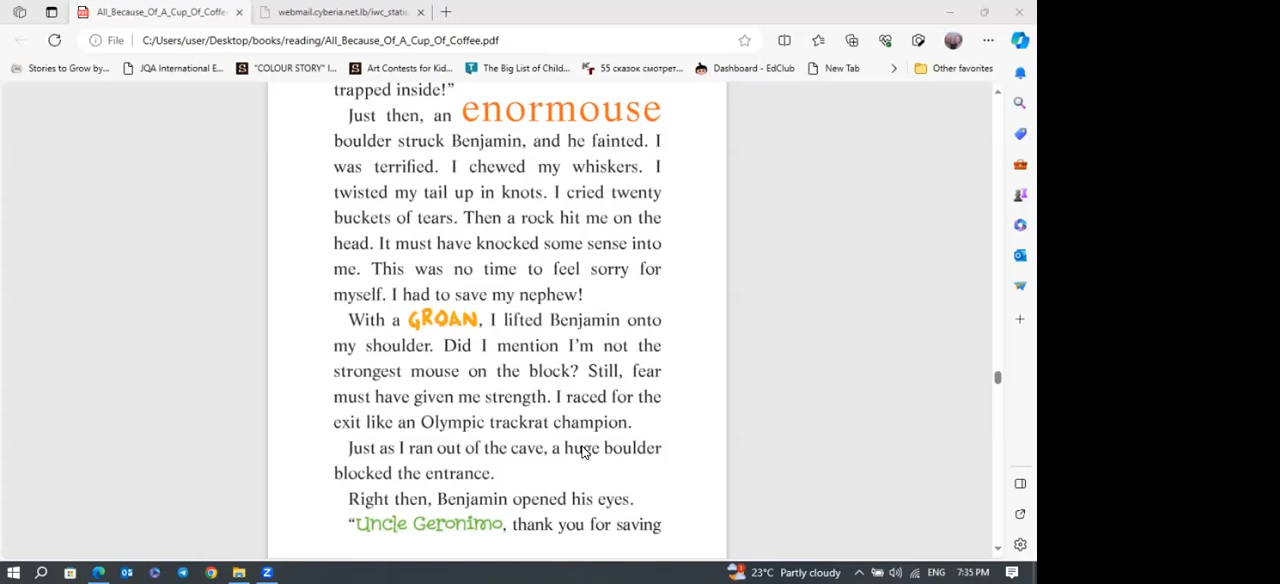 All_Because_Of_A_Cup_Of_Coffe
webmail.cyberia.net.lb/iwc_static
File C:/Users/user/Desktop/books/reading/All_Because_Of_A_Cup_Of_Coffee.pdf
Stories to Grow by... JQA International E... "COLOUR STORY" I... Art Contests for Kid... The Big List of Child... 55 сказок смотрет... Dashboard - EdClub New Tab Other favorites
trapped inside!”
Just then, an enormouse
boulder struck Benjamin, and he fainted. I
was terrified. I chewed my whiskers. I
twisted my tail up in knots. I cried twenty
buckets of tears. Then a rock hit me on the
head. It must have knocked some sense into
me. This was no time to feel sorry for
myself. I had to save my nephew!
With a GROAN, I lifted Benjamin onto
my shoulder. Did I mention I’m not the
strongest mouse on the block? Still, fear
must have given me strength. I raced for the
exit like an Olympic trackrat champion.
Just as I ran out of the cave, a huge boulder
blocked the entrance.
Right then, Benjamin opened his eyes.
“Uncle Geronimo, thank you for saving
23°C Partly cloudy ENG 7:35 PM